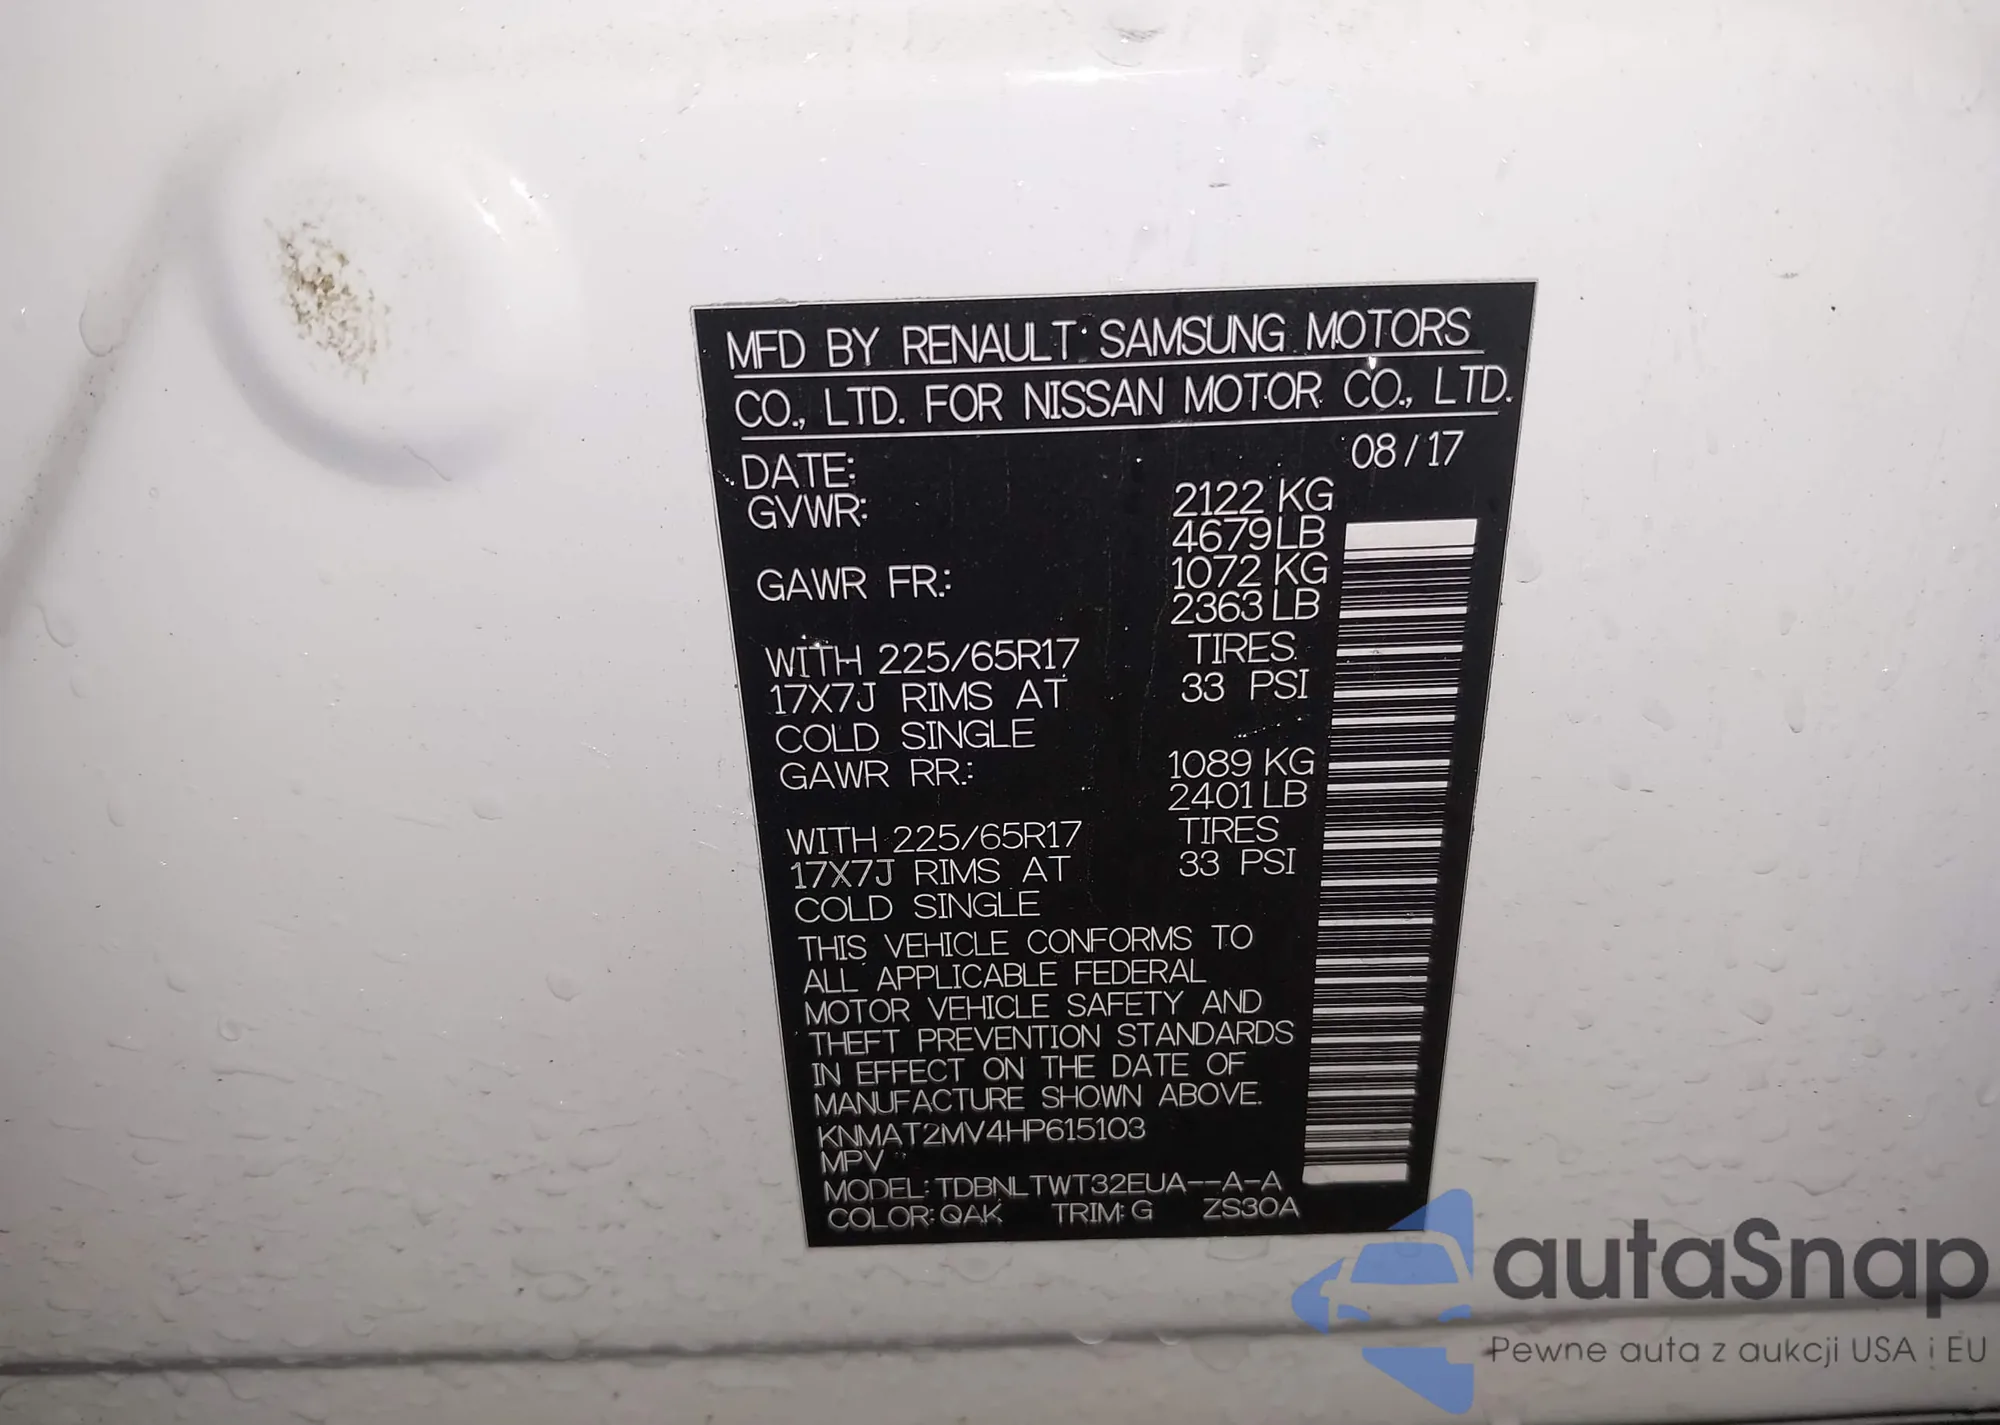 MFD BY RENAULT SAMSUNG MOTORS
CO., LTD. FOR NISSAN MOTOR CO., LTD.
DATE: 08/17
GVWR: 2122 KG
4679 LB
GAWR FR.: 1072 KG
2363 LB
WITH 225/65R17 TIRES
17X7J RIMS AT 33 PSI
COLD SINGLE
GAWR RR.: 1089 KG
2401 LB
WITH 225/65R17 TIRES
17X7J RIMS AT 33 PSI
COLD SINGLE
THIS VEHICLE CONFORMS TO
ALL APPLICABLE FEDERAL
MOTOR VEHICLE SAFETY AND
THEFT PREVENTION STANDARDS
IN EFFECT ON THE DATE OF
MANUFACTURE SHOWN ABOVE.
KNMAT2MV4HP615103
MPV
MODEL: TDBNLTWT32EUA--A-A
COLOR: QAK TRIM: G ZS30A
autaSnap
Pewne auta z aukcji USA i EU